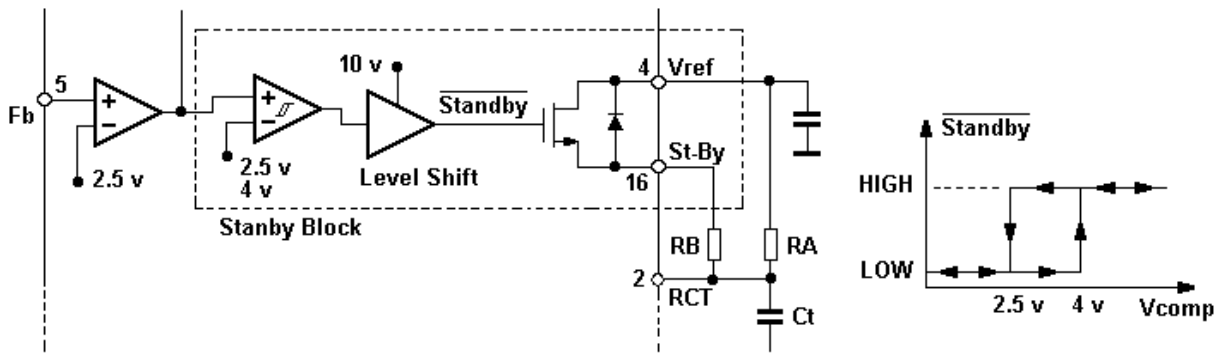 5
Fb
+
−
2.5 v
+
−
2.5 v
4 v
10 v
Level Shift
Standby
4
Vref
St-By
16
Stanby Block
RB
RA
2
RCT
Ct
Standby
HIGH
LOW
2.5 v
4 v
Vcomp